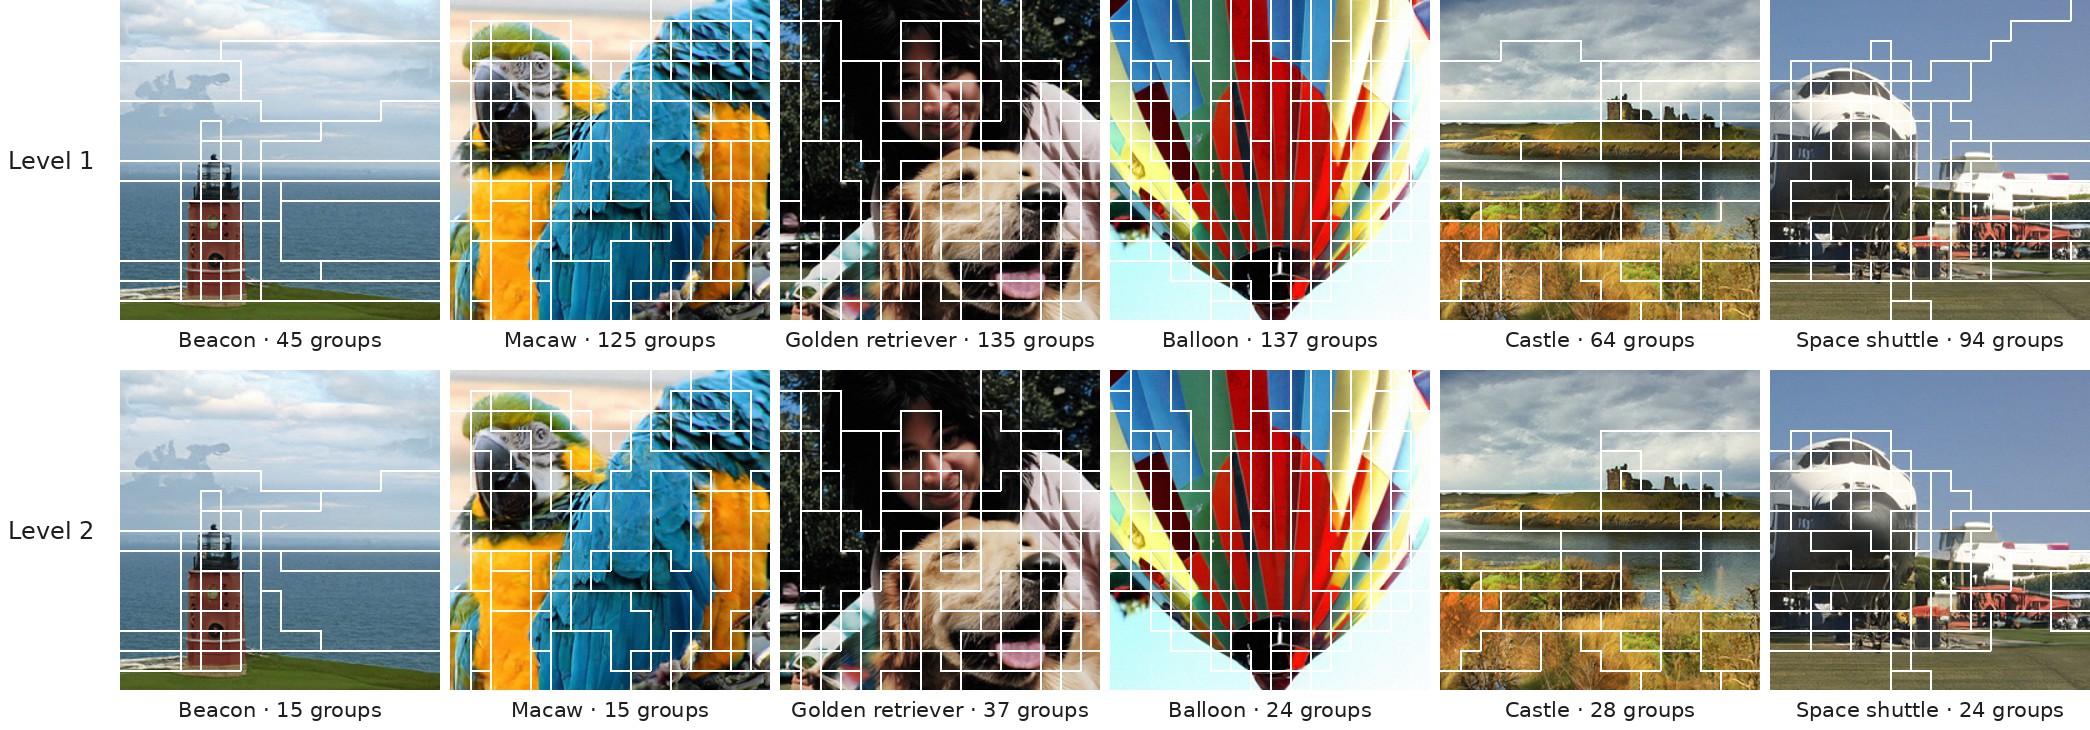 Level 1
Beacon · 45 groups
Macaw · 125 groups
Golden retriever · 135 groups
Balloon · 137 groups
Castle · 64 groups
Space shuttle · 94 groups
Level 2
Beacon · 15 groups
Macaw · 15 groups
Golden retriever · 37 groups
Balloon · 24 groups
Castle · 28 groups
Space shuttle · 24 groups